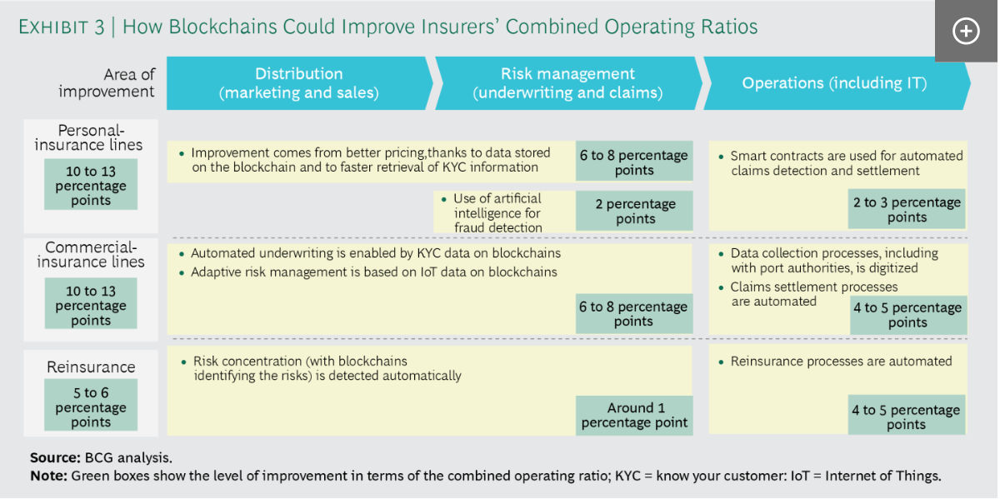 EXHIBIT 3 | How Blockchains Could Improve Insurers’ Combined Operating Ratios
Area of
improvement
Distribution
(marketing and sales)
Risk management
(underwriting and claims)
Operations (including IT)
Personal-
insurance lines
10 to 13
percentage
points
• Improvement comes from better pricing,thanks to data stored
on the blockchain and to faster retrieval of KYC information
6 to 8 percentage
points
• Use of artificial
intelligence for
fraud detection
2 percentage
points
• Smart contracts are used for automated
claims detection and settlement
2 to 3 percentage
points
Commercial-
insurance lines
10 to 13
percentage
points
• Automated underwriting is enabled by KYC data on blockchains
• Adaptive risk management is based on IoT data on blockchains
6 to 8 percentage
points
• Data collection processes, including
with port authorities, is digitized
• Claims settlement processes
are automated
4 to 5 percentage
points
Reinsurance
5 to 6
percentage
points
• Risk concentration (with blockchains
identifying the risks) is detected automatically
Around 1
percentage point
• Reinsurance processes are automated
4 to 5 percentage
points
Source: BCG analysis.
Note: Green boxes show the level of improvement in terms of the combined operating ratio; KYC = know your customer: IoT = Internet of Things.